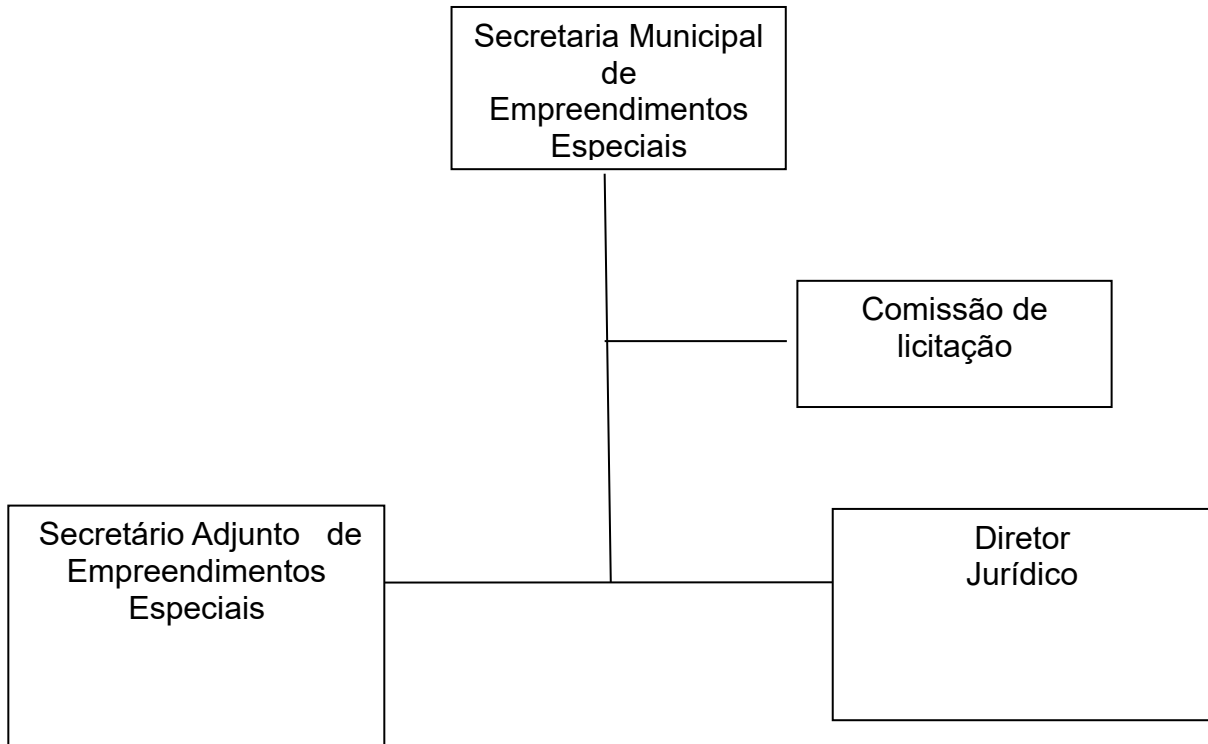 Secretaria Municipal
de
Empreendimentos
Especiais
Comissão de
licitação
Secretário Adjunto de
Empreendimentos
Especiais
Diretor
Jurídico